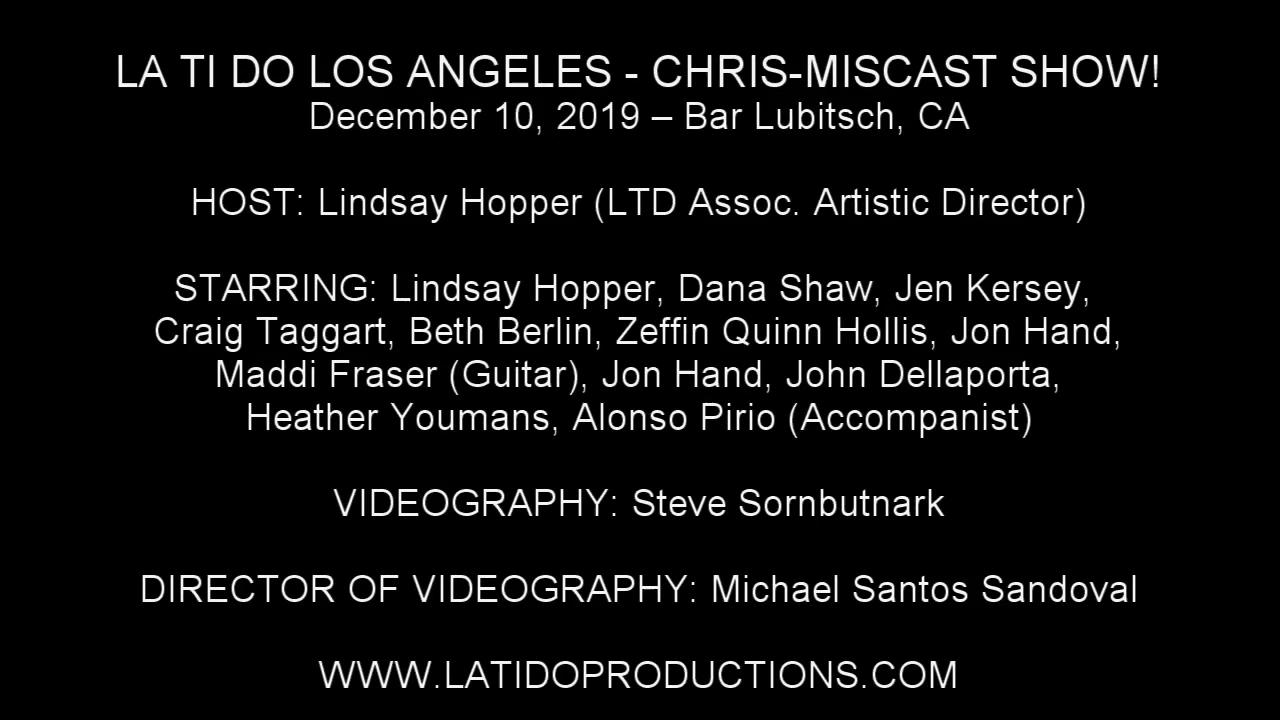 LA TI DO LOS ANGELES - CHRIS-MISCAST SHOW!
December 10, 2019 – Bar Lubitsch, CA
HOST: Lindsay Hopper (LTD Assoc. Artistic Director)
STARRING: Lindsay Hopper, Dana Shaw, Jen Kersey,
Craig Taggart, Beth Berlin, Zeffin Quinn Hollis, Jon Hand,
Maddi Fraser (Guitar), Jon Hand, John Dellaporta,
Heather Youmans, Alonso Pirio (Accompanist)
VIDEOGRAPHY: Steve Sornbutnark
DIRECTOR OF VIDEOGRAPHY: Michael Santos Sandoval
WWW.LATIDOPRODUCTIONS.COM